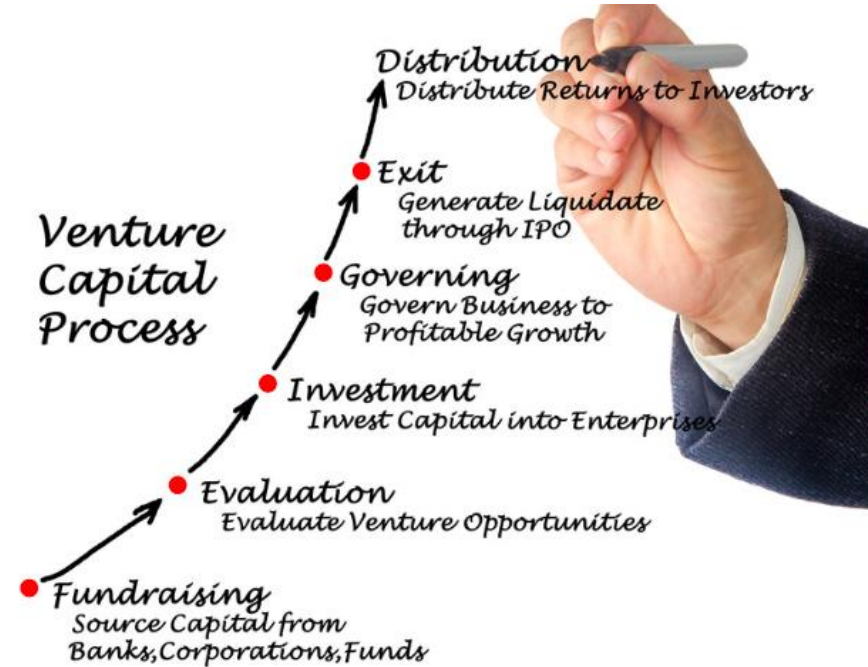 Distribution
Distribute Returns to Investors
Exit
Generate Liquidate
through IPO
Venture
Capital
Process
Governing
Govern Business to
Profitable Growth
Investment
Invest Capital into Enterprises
Evaluation
Evaluate Venture Opportunities
Fundraising
Source Capital from
Banks,Corporations,Funds